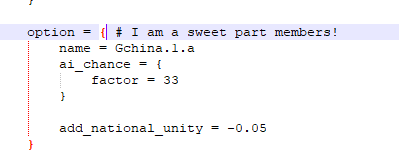 }
option = { # I am a sweet part members!
name = Gchina.1.a
ai_chance = {
factor = 33
}
add_national_unity = -0.05
}